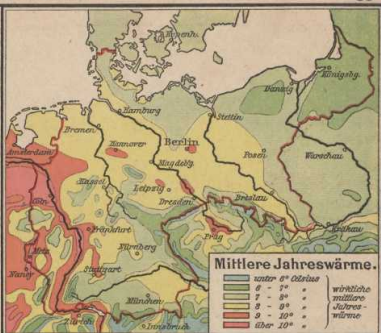 Kopenh.
Königsbg.
Danzig
Hamburg
Stettin
Bremen
Hannover
Berlin
Amsterdam
Magdebg.
Posen
Warschau
Kassel
Leipzig
Dresden
Breslau
Köln
Frankfurt
Prag
Krakau
Metz
Nürnberg
Nancy
Stuttgart
München
Zürich
Innsbruck
Mittlere Jahreswärme.
unter 6° Celsius
6 - 7° "
7 - 8° "
8 - 9° "
9 - 10° "
über 10° "
wirkliche
mittlere
Jahres-
wärme